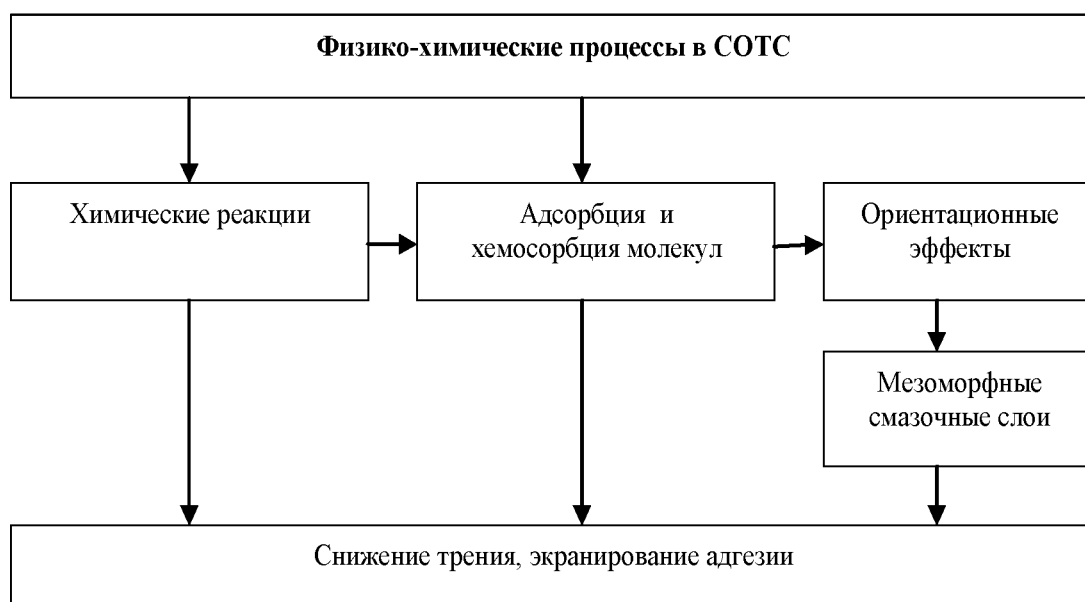 Физико-химические процессы в СОТС
Химические реакции
Адсорбция и
хемосорбция молекул
Ориентационные
эффекты
Мезоморфные
смазочные слои
Снижение трения, экранирование адгезии